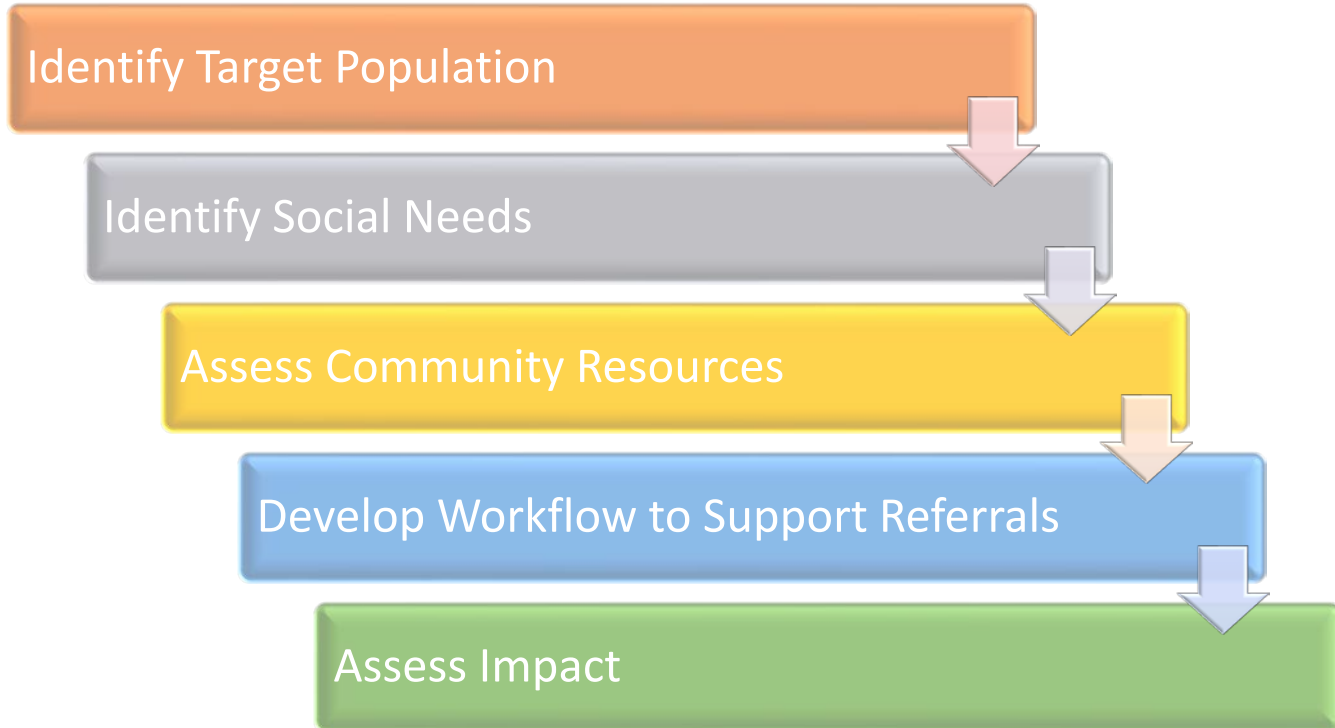 Identify Target Population
Identify Social Needs
Assess Community Resources
Develop Workflow to Support Referrals
Assess Impact